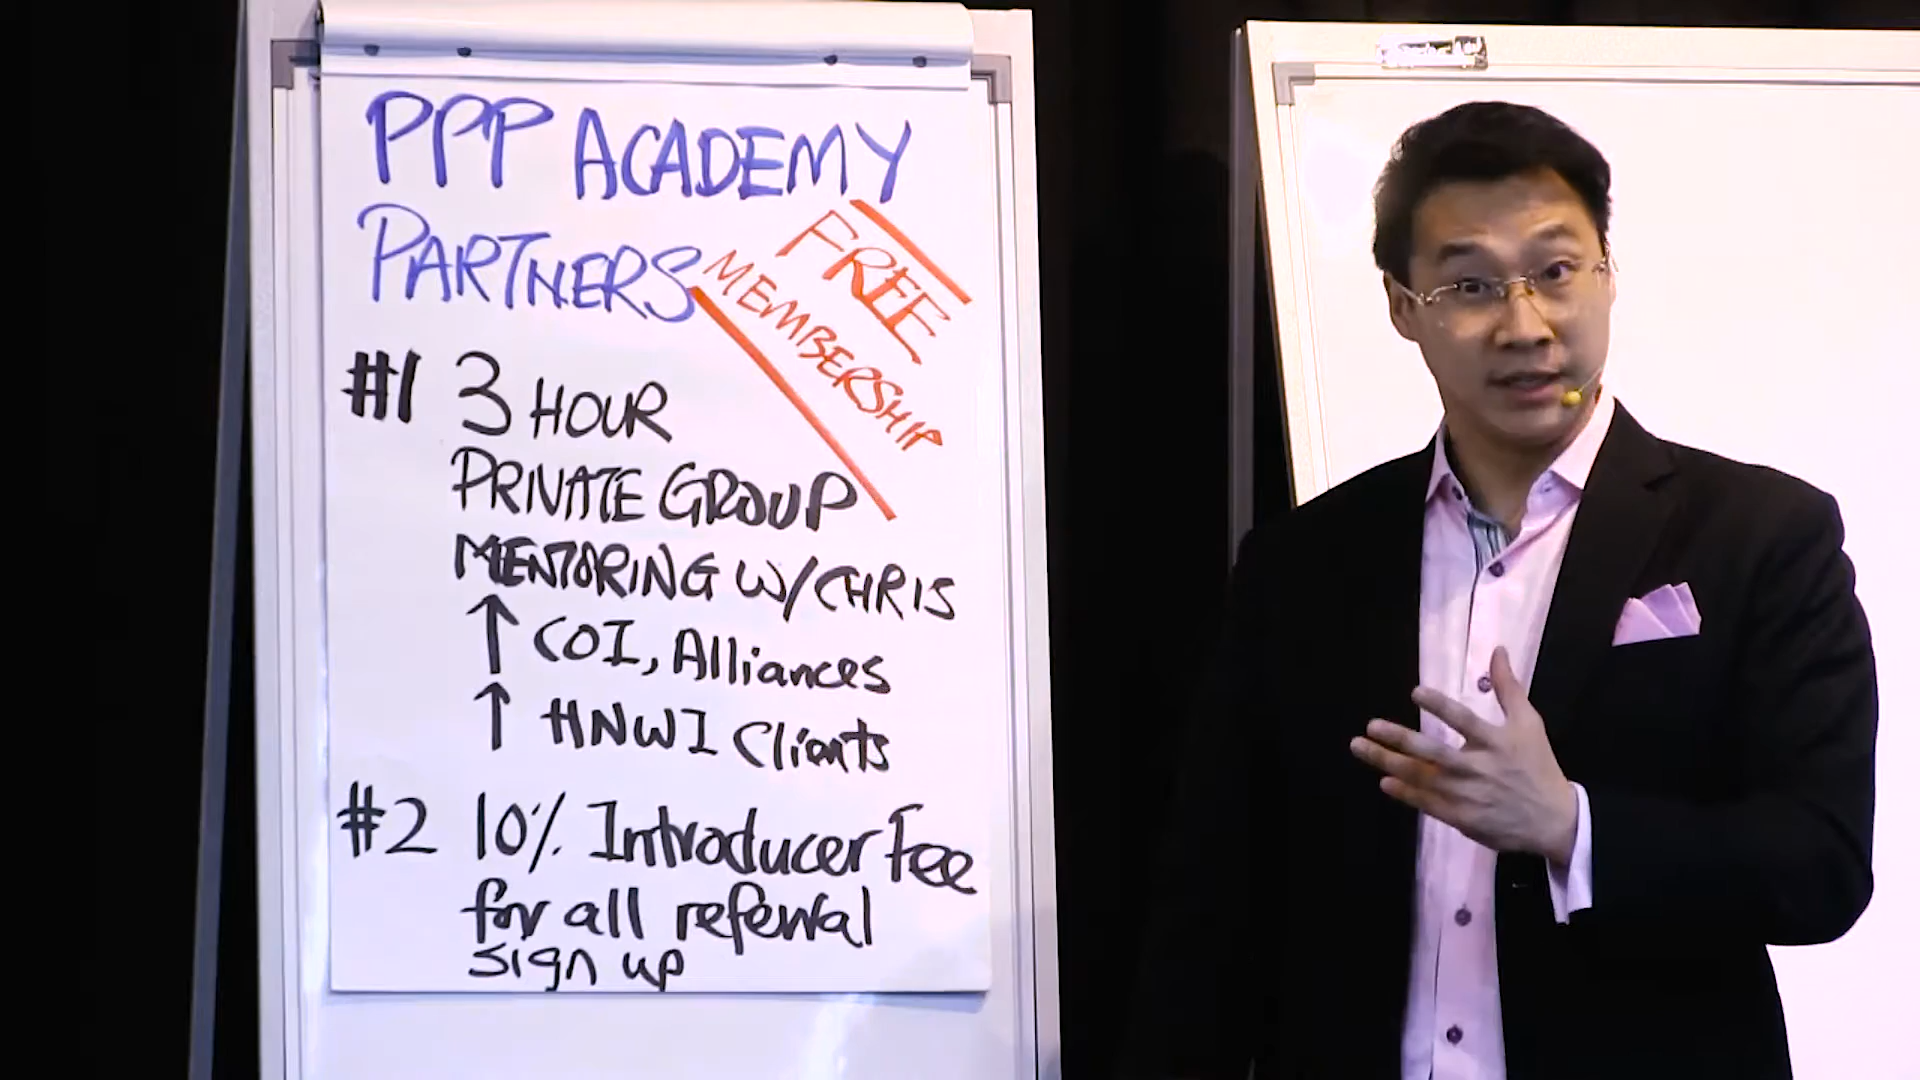 PPP ACADEMY
PARTNERS
FREE
MEMBERSHIP
#1 3 HOUR
PRIVATE GROUP
MENTORING W/CHRIS
↑ COI, Alliances
↑ HNWI Clients
#2 10% Introducer Fee
for all referral
sign up